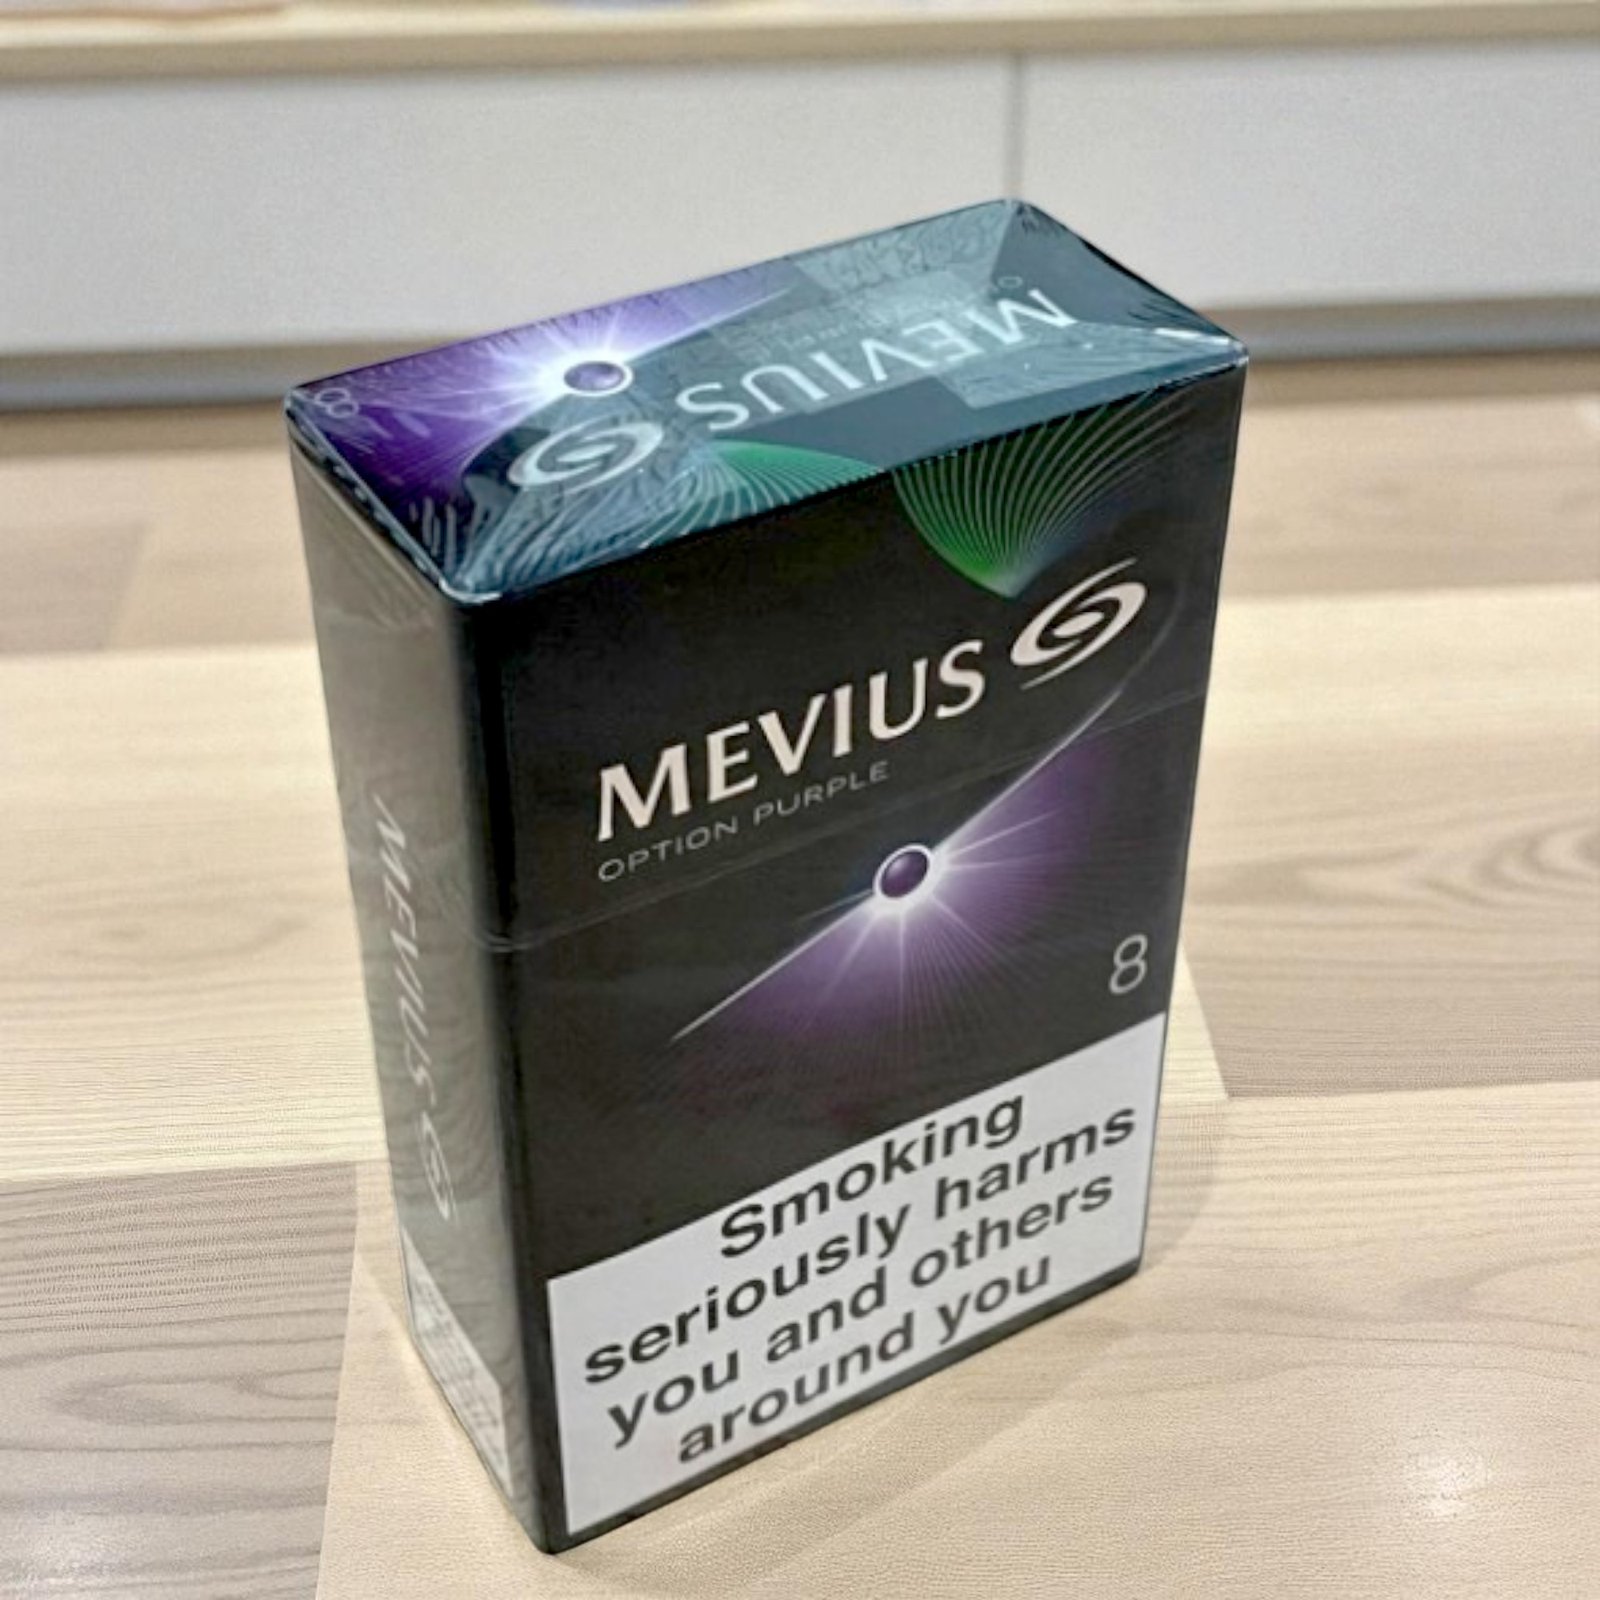 MEVIUS
8
MEVIUS
OPTION PURPLE
8
Smoking
seriously harms
you and others
around you
MEVIUS